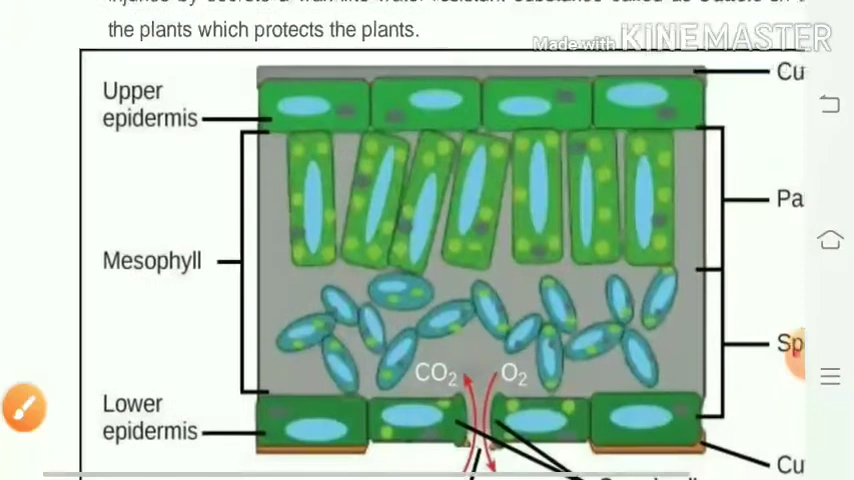 the plants which protects the plants.
Made with KINEMASTER
Cu
Upper
epidermis
Pa
Mesophyll
Sp
CO2 O2
Lower
epidermis
Cu